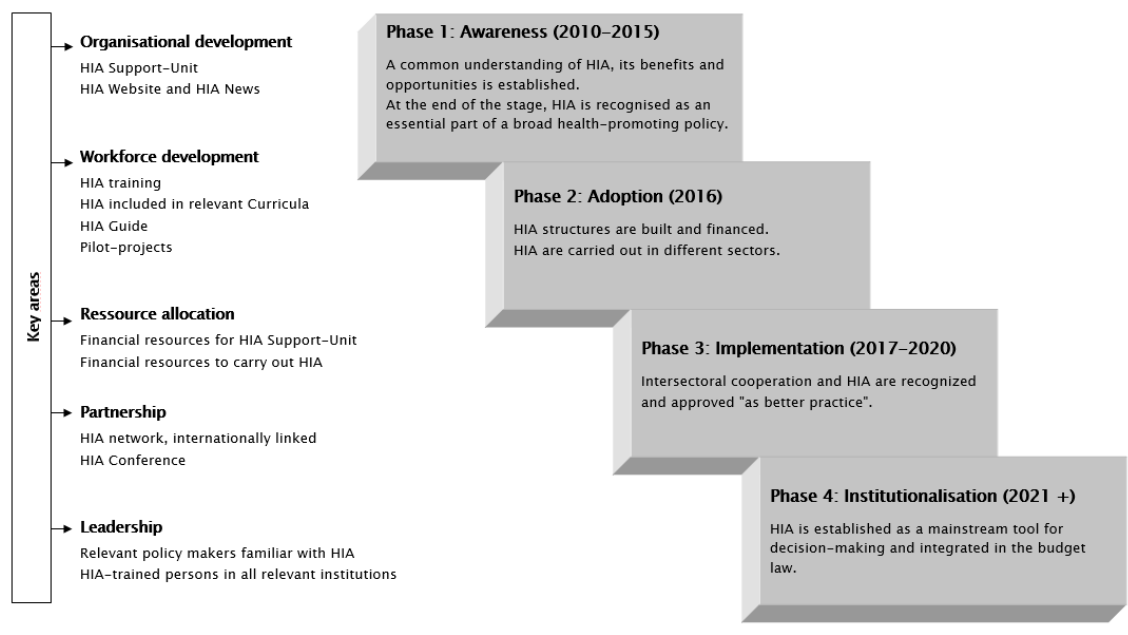 Key areas
Organisational development
HIA Support-Unit
HIA Website and HIA News
Workforce development
HIA training
HIA included in relevant Curricula
HIA Guide
Pilot-projects
Ressource allocation
Financial resources for HIA Support-Unit
Financial resources to carry out HIA
Partnership
HIA network, internationally linked
HIA Conference
Leadership
Relevant policy makers familiar with HIA
HIA-trained persons in all relevant institutions
Phase 1: Awareness (2010-2015)
A common understanding of HIA, its benefits and
opportunities is established.
At the end of the stage, HIA is recognised as an
essential part of a broad health-promoting policy.
Phase 2: Adoption (2016)
HIA structures are built and financed.
HIA are carried out in different sectors.
Phase 3: Implementation (2017-2020)
Intersectoral cooperation and HIA are recognized
and approved "as better practice".
Phase 4: Institutionalisation (2021 +)
HIA is established as a mainstream tool for
decision-making and integrated in the budget
law.